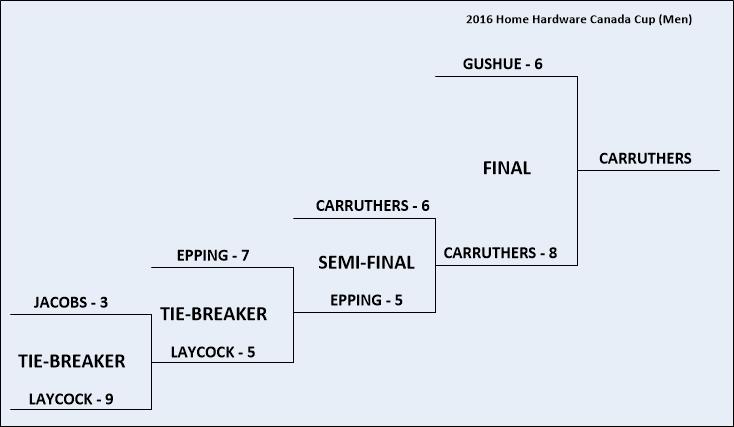 2016 Home Hardware Canada Cup (Men)
GUSHUE - 6
FINAL
CARRUTHERS
CARRUTHERS - 6
CARRUTHERS - 8
EPPING - 7
SEMI-FINAL
EPPING - 5
JACOBS - 3
TIE-BREAKER
LAYCOCK - 5
TIE-BREAKER
LAYCOCK - 9